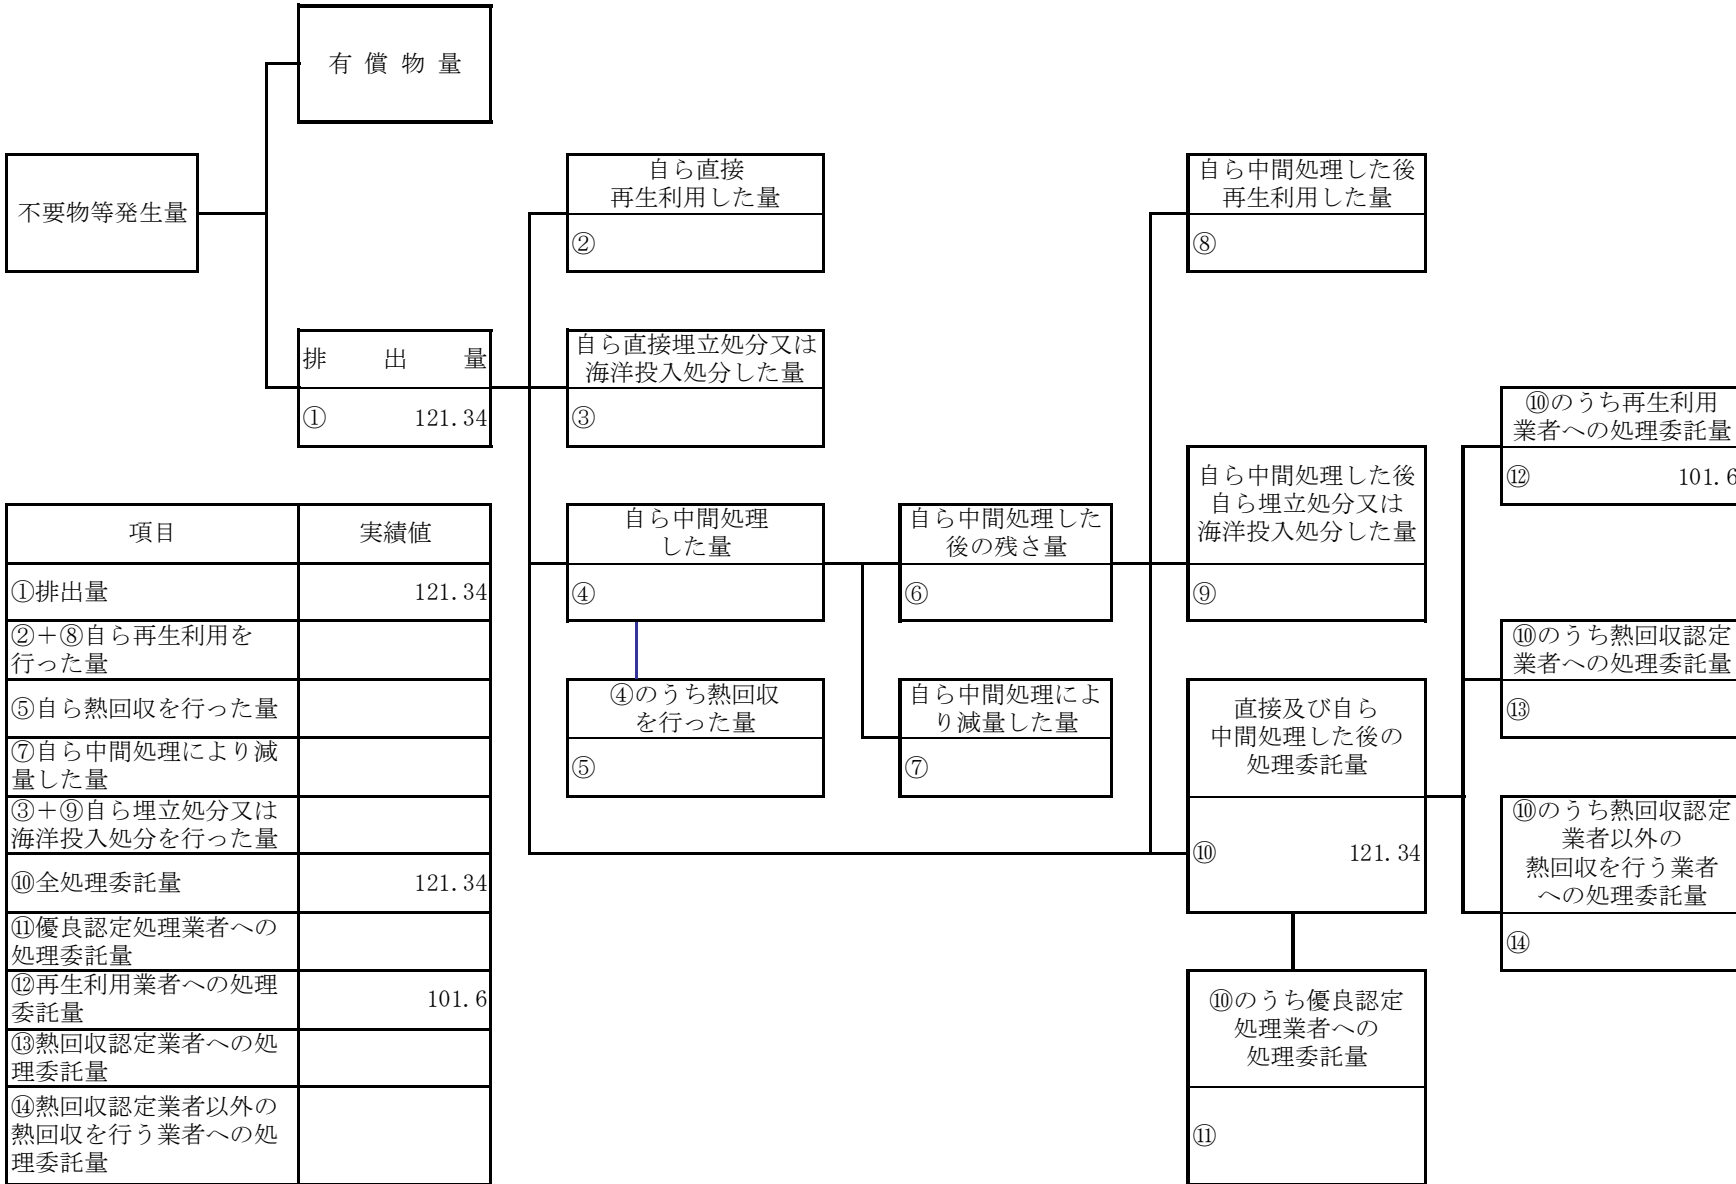 有償物量
不要物等発生量
自ら直接
再生利用した量
②
自ら中間処理した後
再生利用した量
⑧
排出量
① 121.34
自ら直接埋立処分又は
海洋投入処分した量
③
⑩のうち再生利用
業者への処理委託量
⑫ 101.6
自ら中間処理した後
自ら埋立処分又は
海洋投入処分した量
⑨
自ら中間処理
した量
④
自ら中間処理した
後の残さ量
⑥
⑩のうち熱回収認定
業者への処理委託量
⑬
④のうち熱回収
を行った量
⑤
自ら中間処理によ
り減量した量
⑦
直接及び自ら
中間処理した後の
処理委託量
⑩ 121.34
⑩のうち熱回収認定
業者以外の
熱回収を行う業者
への処理委託量
⑭
⑩のうち優良認定
処理業者への
処理委託量
⑪
項目 実績値
①排出量 121.34
②＋⑧自ら再生利用を
行った量
⑤自ら熱回収を行った量
⑦自ら中間処理により減
量した量
③＋⑨自ら埋立処分又は
海洋投入処分を行った量
⑩全処理委託量 121.34
⑪優良認定処理業者への
処理委託量
⑫再生利用業者への処理
委託量 101.6
⑬熱回収認定業者への処
理委託量
⑭熱回収認定業者以外の
熱回収を行う業者への処
理委託量